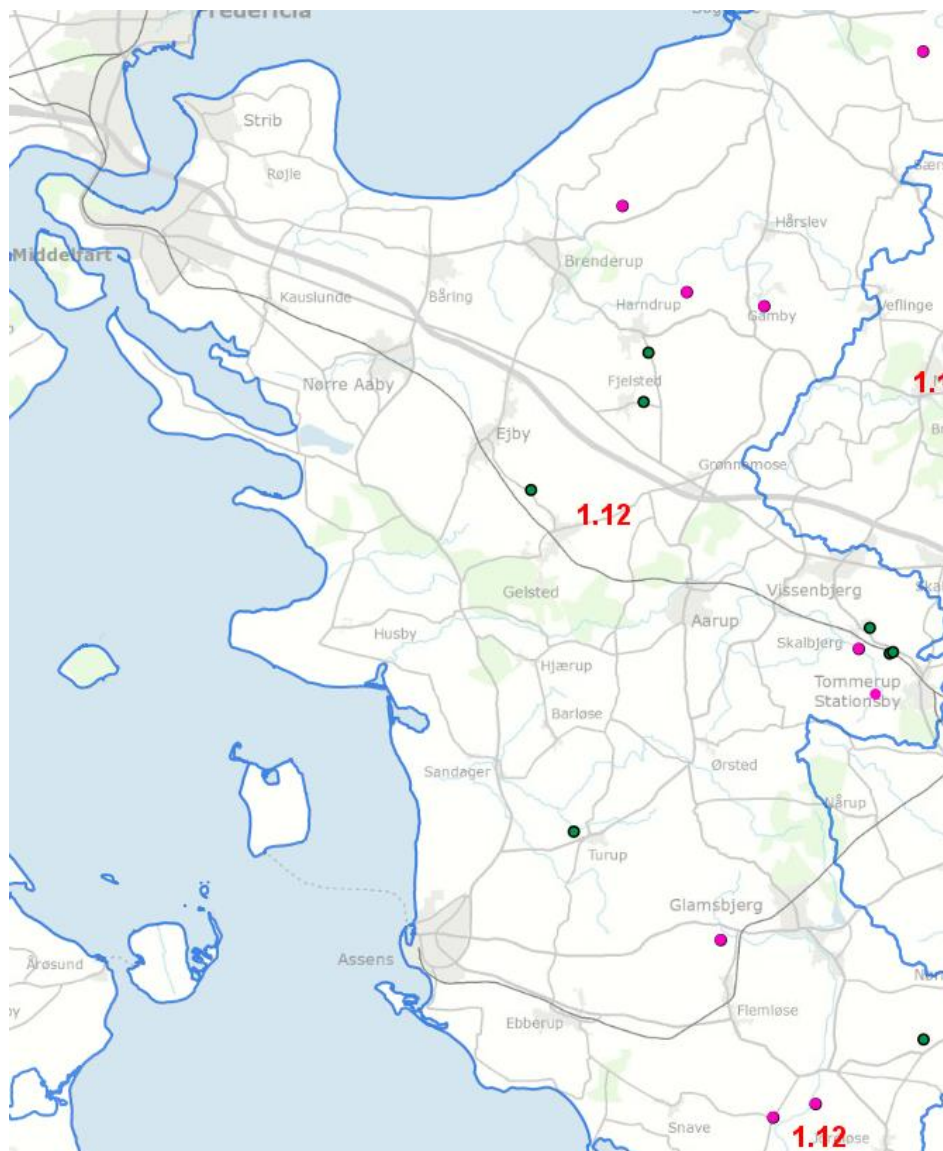 Strib
Røjle
Middelfart
Hårslev
Brenderup
Kauslunde
Båring
Harndrup
Gamby
Veflinge
Nørre Aaby
Fjelsted
1.1
Ejby
Grønnemose
1.12
Vissenbjerg
Gelsted
Aarup
Husby
Skalbjerg
Hjærup
Tommerup
Stationsby
Barløse
Sandager
Ørsted
Nårup
Turup
Glamsbjerg
Assens
Årøsund
Ebberup
Flemløse
Snave
1.12